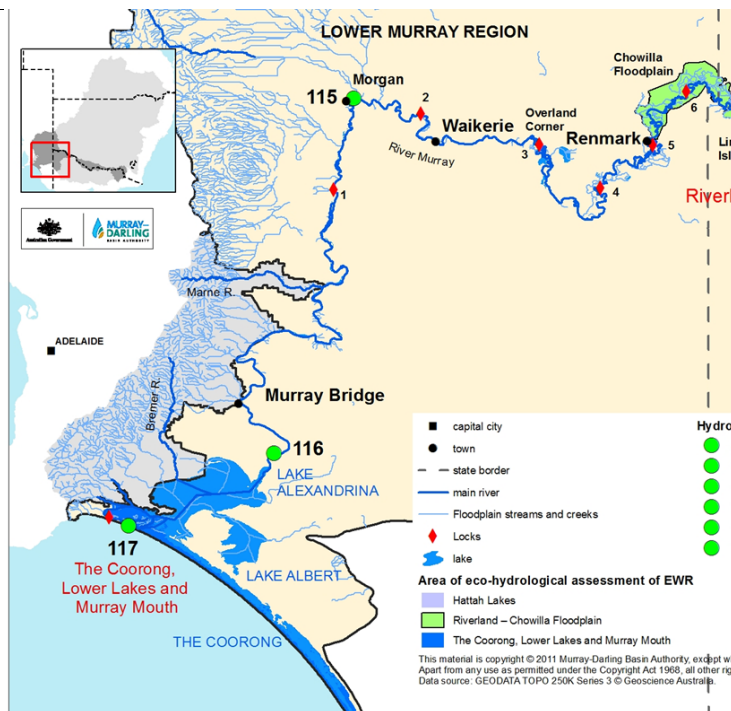 LOWER MURRAY REGION
Chowilla
Floodplain
Morgan
115
2
6
Waikerie
Overland
Corner
Renmark
River Murray
3
5
4
1
Australian Government
MURRAY–
DARLING
BASIN AUTHORITY
Marne R.
ADELAIDE
Bremer R.
Murray Bridge
116
LAKE
ALEXANDRINA
117
The Coorong,
Lower Lakes and
Murray Mouth
LAKE ALBERT
THE COORONG
Hydro
capital city
town
state border
main river
Floodplain streams and creeks
Locks
lake
Area of eco-hydrological assessment of EWR
Hattah Lakes
Riverland – Chowilla Floodplain
The Coorong, Lower Lakes and Murray Mouth
This material is copyright © 2011 Murray-Darling Basin Authority, except
Apart from any use as permitted under the Copyright Act 1968, all other
Data source: GEODATA TOPO 250K Series 3 © Geoscience Australia.